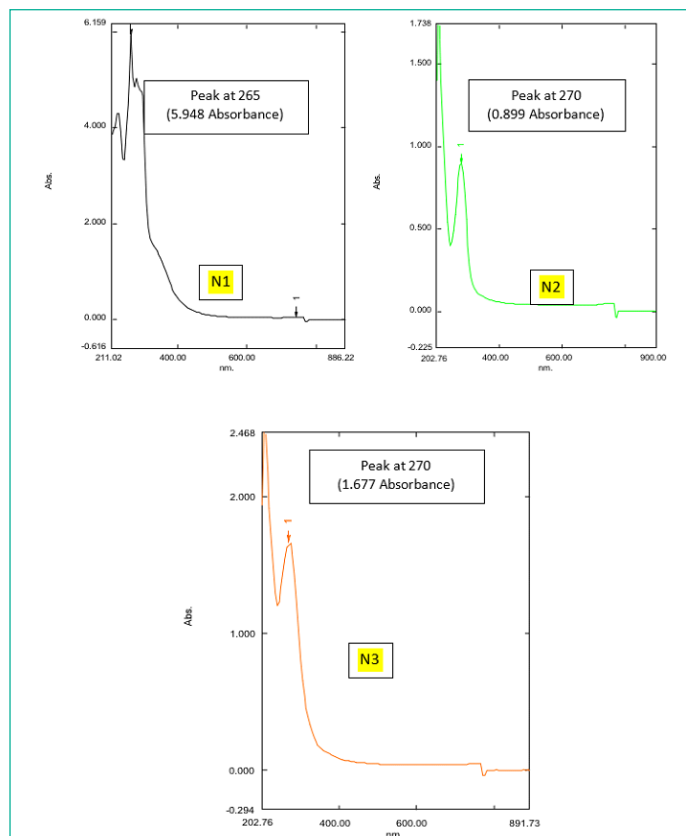 6.159
Peak at 265
(5.948 Absorbance)
4.000
Abs.
2.000
N1
1
0.000
-0.616
211.02
400.00
600.00
886.22
nm.
1.738
1.500
Peak at 270
(0.899 Absorbance)
1
1.000
Abs.
0.500
N2
0.000
-0.225
202.76
400.00
600.00
900.00
nm.
2.468
Peak at 270
(1.677 Absorbance)
2.000
1
Abs.
1.000
N3
0.000
-0.294
202.76
400.00
600.00
891.73
nm.